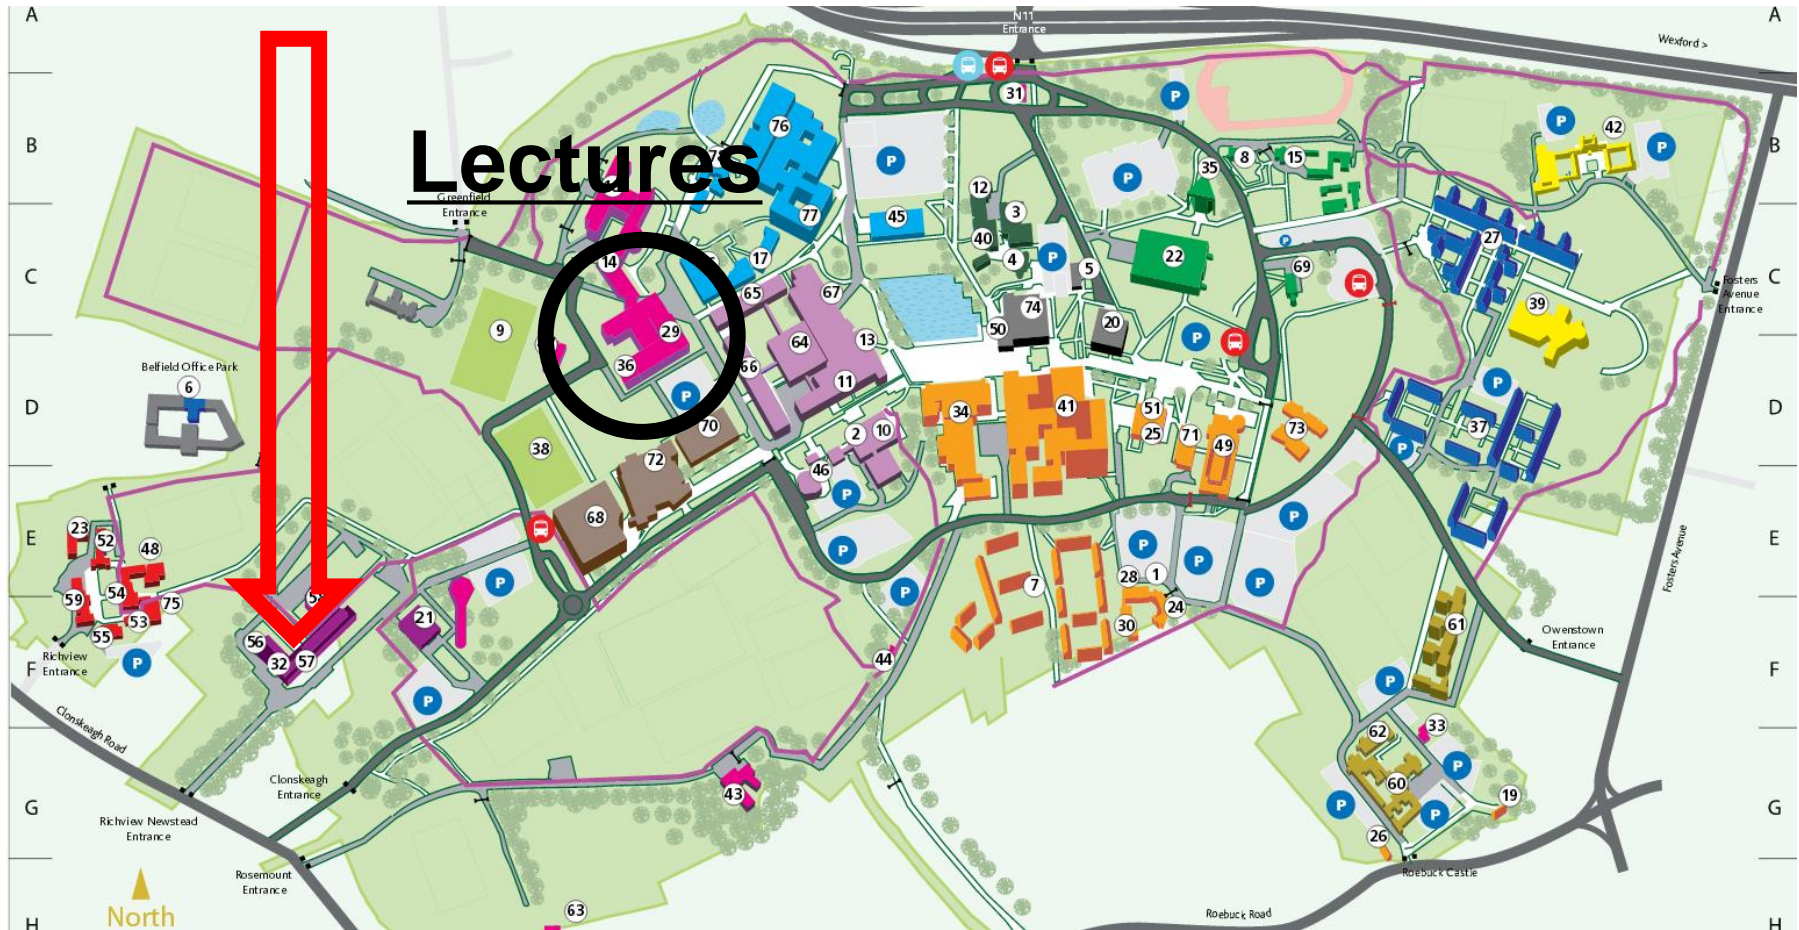 A
A
N11
Entrance
Wexford >
31
P
B
B
76
P
42
P
P
35
8
15
Lectures
P
12
3
77
45
Greenfield
Entrance
40
27
P
C
C
14
17
4
P
5
22
69
65
67
74
Fosters
Avenue
Entrance
9
29
50
20
39
13
64
P
36
66
11
P
Belfield Office Park
6
P
D
D
34
41
51
70
2
10
25
71
49
73
37
38
P
72
46
P
68
P
23
E
E
52
48
P
P
P
Fosters Avenue
54
P
7
28
1
P
59
75
P
24
53
21
30
61
55
56
57
Owenstown
Entrance
Richview
Entrance
P
32
F
44
F
P
P
Clonskeagh Road
33
62
P
Clonskeagh
Entrance
43
60
G
G
19
P
P
Richview Newstead
Entrance
26
Rosemount
Entrance
Roebuck Castle
North
63
Roebuck Road
H
H